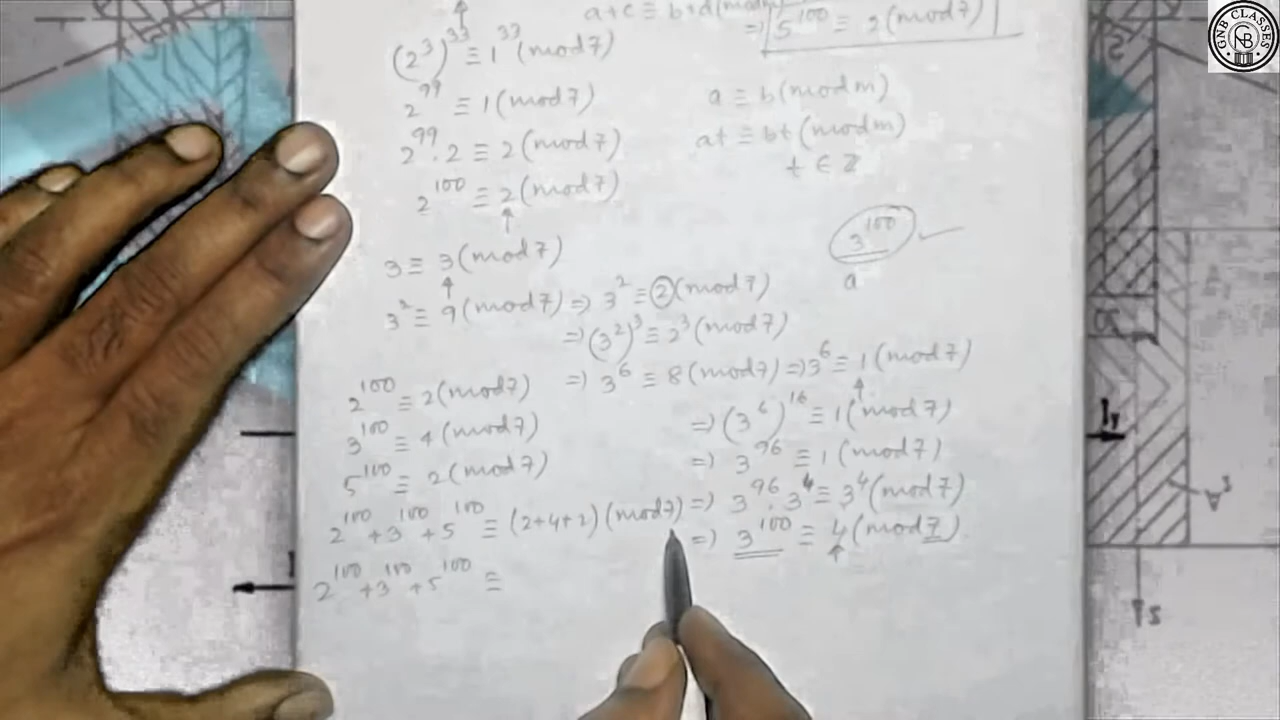 a+c ≡ b+d(mod m)
=> 5^100 ≡ 2(mod 7)
(2^3)^33 ≡ 1^33(mod 7)
2^99 ≡ 1(mod 7)
a ≡ b(mod m)
2^99 . 2 ≡ 2(mod 7)
at ≡ bt(mod m)
t ∈ Z
2^100 ≡ 2(mod 7)
3^100
a
3 ≡ 3(mod 7)
3^2 ≡ 9(mod 7) => 3^2 ≡ 2(mod 7)
=> (3^2)^3 ≡ 2^3(mod 7)
=> 3^6 ≡ 8(mod 7) => 3^6 ≡ 1(mod 7)
=> (3^6)^16 ≡ 1(mod 7)
=> 3^96 ≡ 1(mod 7)
=> 3^96 . 3^4 ≡ 3^4(mod 7)
=> 3^100 ≡ 4(mod 7)
2^100 ≡ 2(mod 7)
3^100 ≡ 4(mod 7)
5^100 ≡ 2(mod 7)
2^100 + 3^100 + 5^100 ≡ (2+4+2)(mod 7)
2^100 + 3^100 + 5^100 ≡
GNB CLASSES